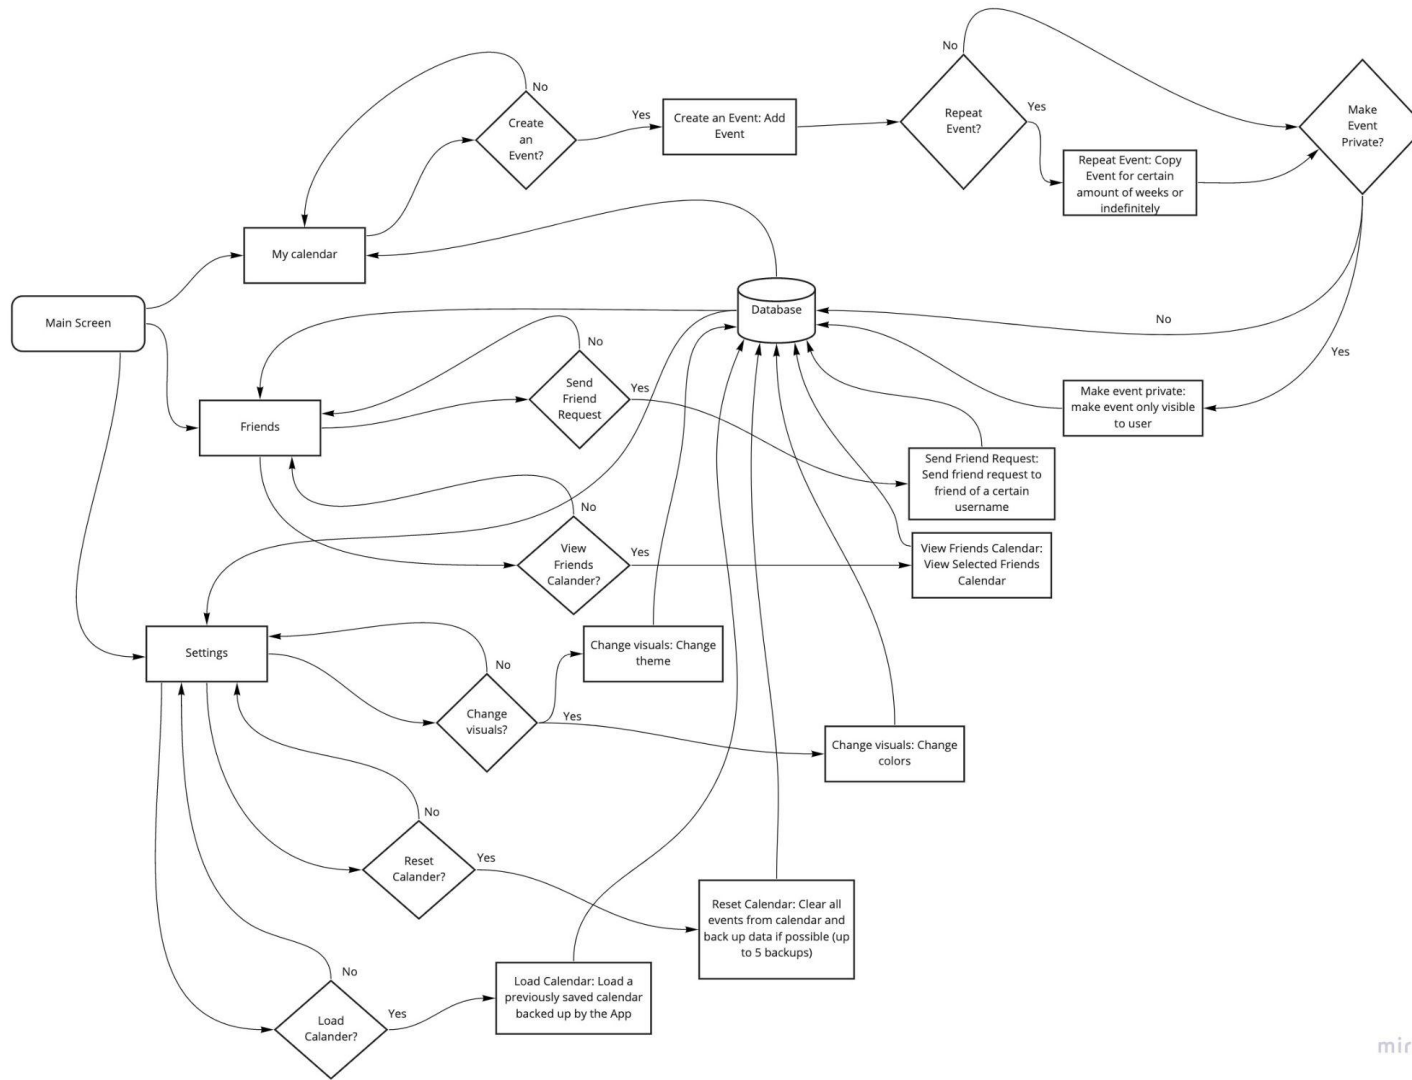 No
No
Create
an
Event?
Yes
Create an Event: Add
Event
Repeat
Event?
Yes
Make
Event
Private?
Repeat Event: Copy
Event for certain
amount of weeks or
indefinitely
My calendar
Main Screen
Database
No
Yes
No
Send
Friend
Request
Yes
Make event private:
make event only visible
to user
Friends
Send Friend Request:
Send friend request to
friend of a certain
username
No
View
Friends
Calander?
Yes
View Friends Calendar:
View Selected Friends
Calendar
Settings
No
Change visuals: Change
theme
Change
visuals?
Yes
Change visuals: Change
colors
No
Reset
Calander?
Yes
Reset Calendar: Clear all
events from calendar and
back up data if possible (up
to 5 backups)
No
Load
Calander?
Yes
Load Calendar: Load a
previously saved calendar
backed up by the App
mir